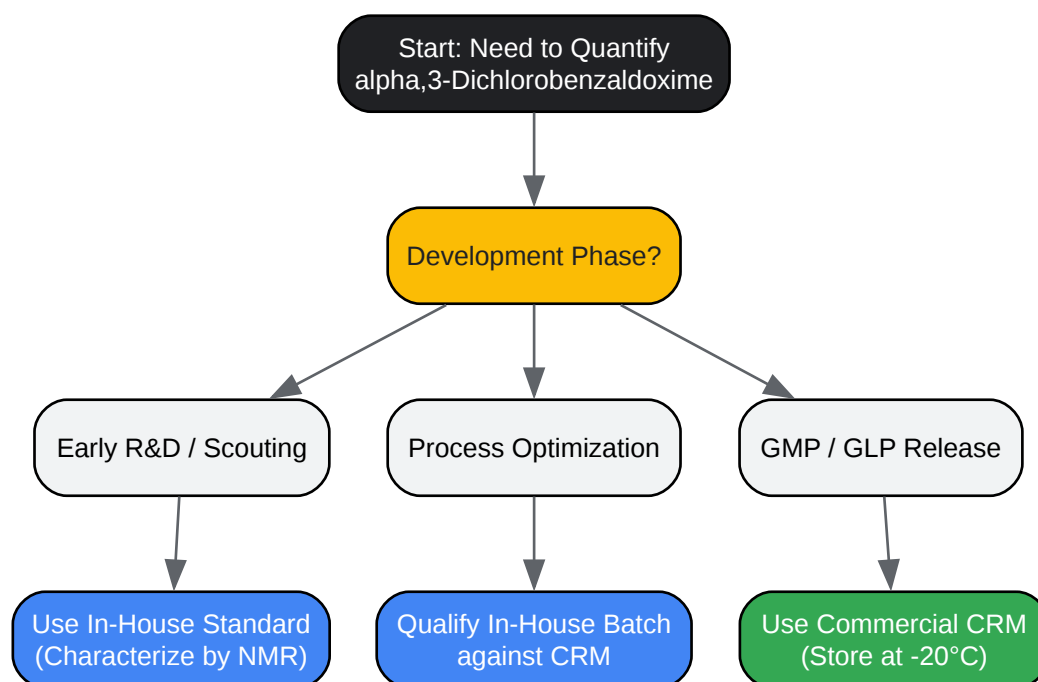 Start: Need to Quantify
alpha,3-Dichlorobenzaldoxime
Development Phase?
Early R&D / Scouting
Process Optimization
GMP / GLP Release
Use In-House Standard
(Characterize by NMR)
Qualify In-House Batch
against CRM
Use Commercial CRM
(Store at -20°C)